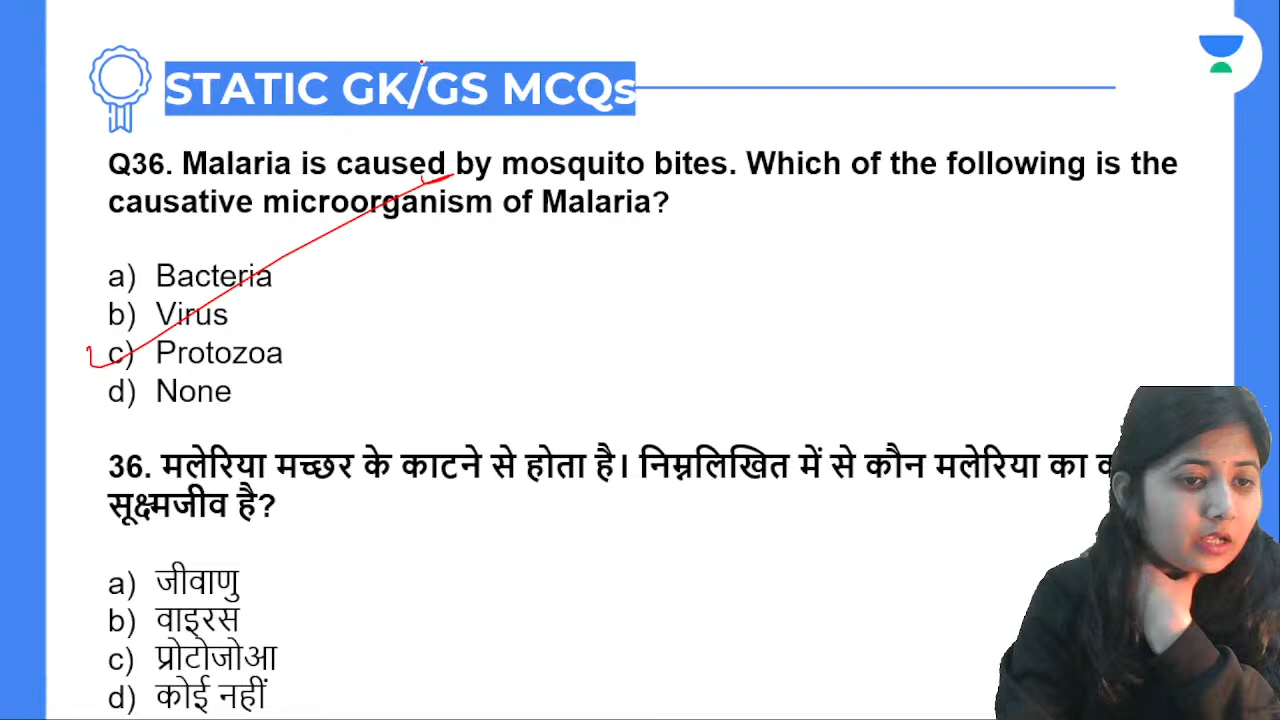 STATIC GK/GS MCQs
Q36. Malaria is caused by mosquito bites. Which of the following is the
causative microorganism of Malaria?
a) Bacteria
b) Virus
c) Protozoa
d) None
36. मलेरिया मच्छर के काटने से होता है। निम्नलिखित में से कौन मलेरिया का
सूक्ष्मजीव है?
a) जीवाणु
b) वाइरस
c) प्रोटोजोआ
d) कोई नहीं